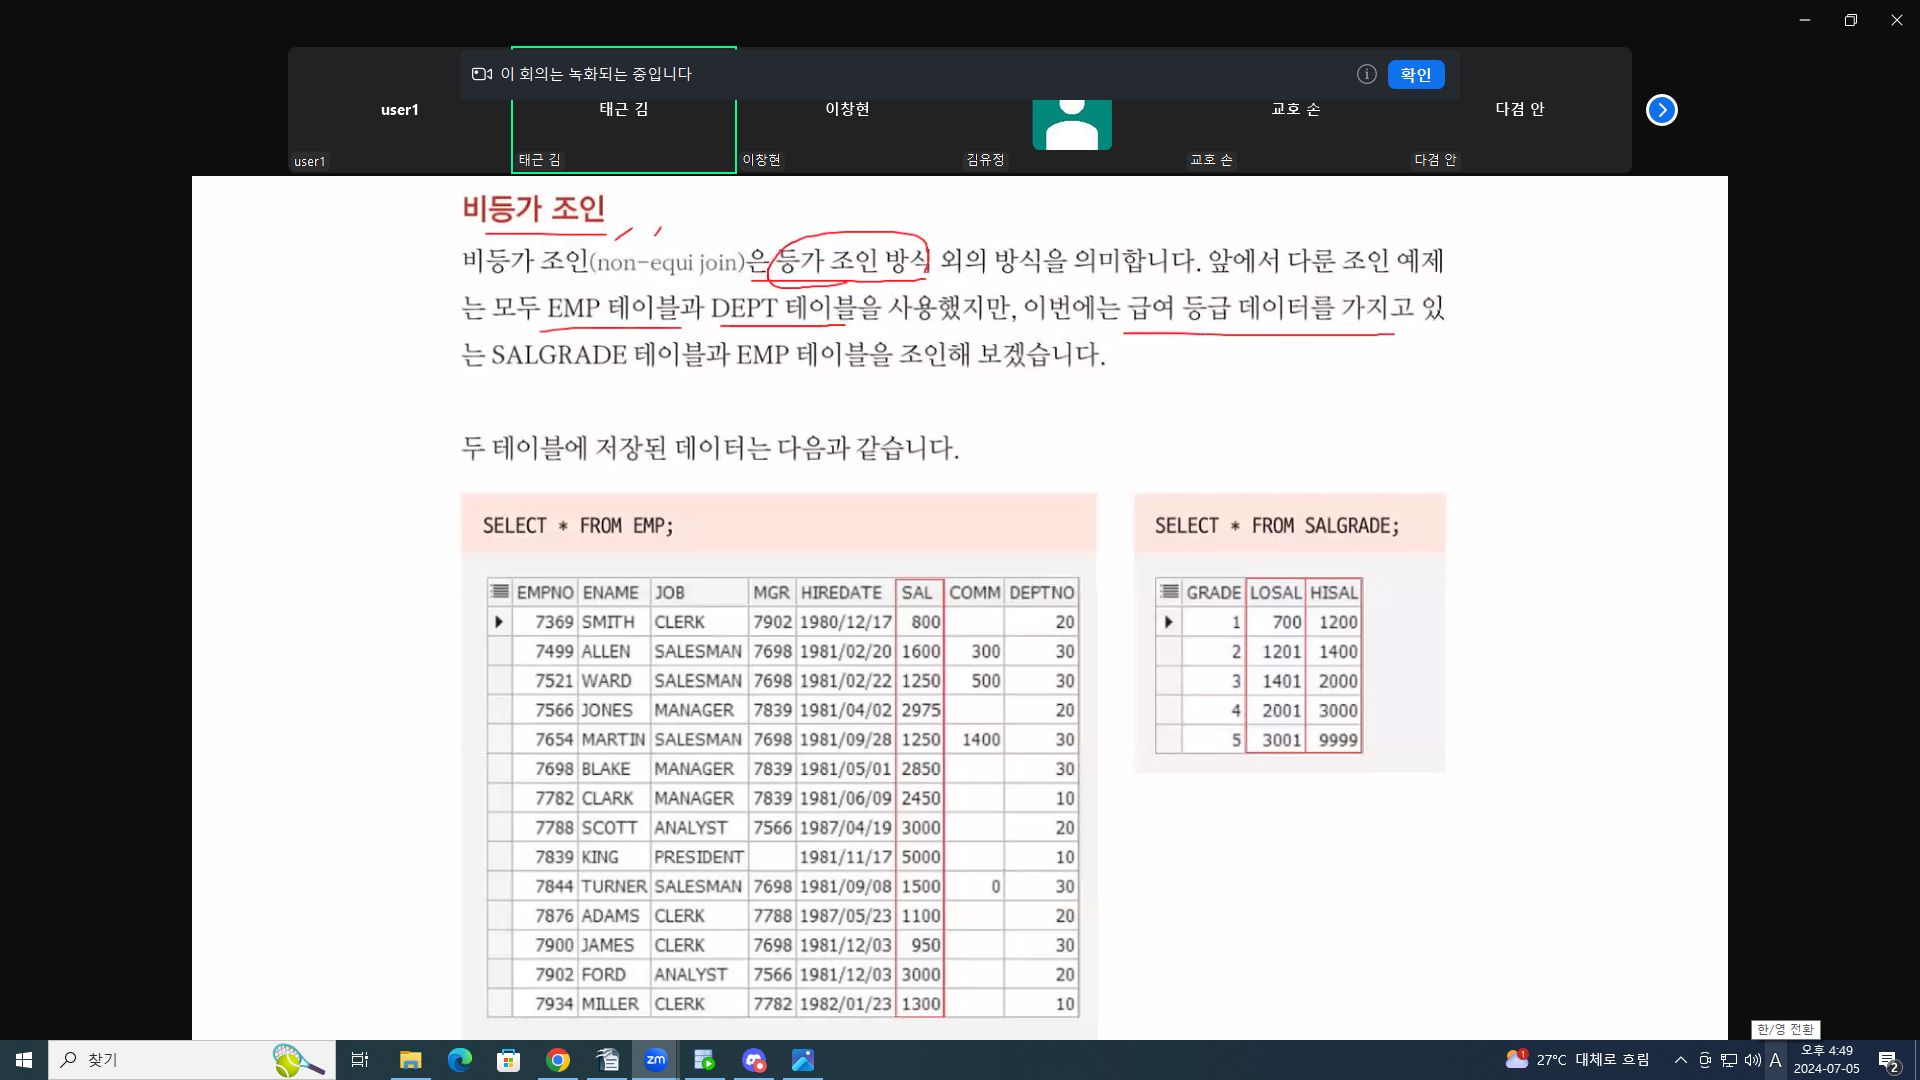 이 회의는 녹화되는 중입니다
확인
user1
태근 김
이창현
교호 손
다겸 안
user1
태근 김
이창현
김유정
교호 손
다겸 안
비등가 조인
비등가 조인(non-equi join)은 등가 조인 방식 외의 방식을 의미합니다. 앞에서 다룬 조인 예제
는 모두 EMP 테이블과 DEPT 테이블을 사용했지만, 이번에는 급여 등급 데이터를 가지고 있
는 SALGRADE 테이블과 EMP 테이블을 조인해 보겠습니다.
두 테이블에 저장된 데이터는 다음과 같습니다.
SELECT * FROM EMP;
EMPNO ENAME JOB MGR HIREDATE SAL COMM DEPTNO
7369 SMITH CLERK 7902 1980/12/17 800 20
7499 ALLEN SALESMAN 7698 1981/02/20 1600 300 30
7521 WARD SALESMAN 7698 1981/02/22 1250 500 30
7566 JONES MANAGER 7839 1981/04/02 2975 20
7654 MARTIN SALESMAN 7698 1981/09/28 1250 1400 30
7698 BLAKE MANAGER 7839 1981/05/01 2850 30
7782 CLARK MANAGER 7839 1981/06/09 2450 10
7788 SCOTT ANALYST 7566 1987/04/19 3000 20
7839 KING PRESIDENT 1981/11/17 5000 10
7844 TURNER SALESMAN 7698 1981/09/08 1500 0 30
7876 ADAMS CLERK 7788 1987/05/23 1100 20
7900 JAMES CLERK 7698 1981/12/03 950 30
7902 FORD ANALYST 7566 1981/12/03 3000 20
7934 MILLER CLERK 7782 1982/01/23 1300 10
SELECT * FROM SALGRADE;
GRADE LOSAL HISAL
1 700 1200
2 1201 1400
3 1401 2000
4 2001 3000
5 3001 9999
한/영 전환
찾기
zm
1
27°C 대체로 흐림
A
오후 4:49
2024-07-05
2